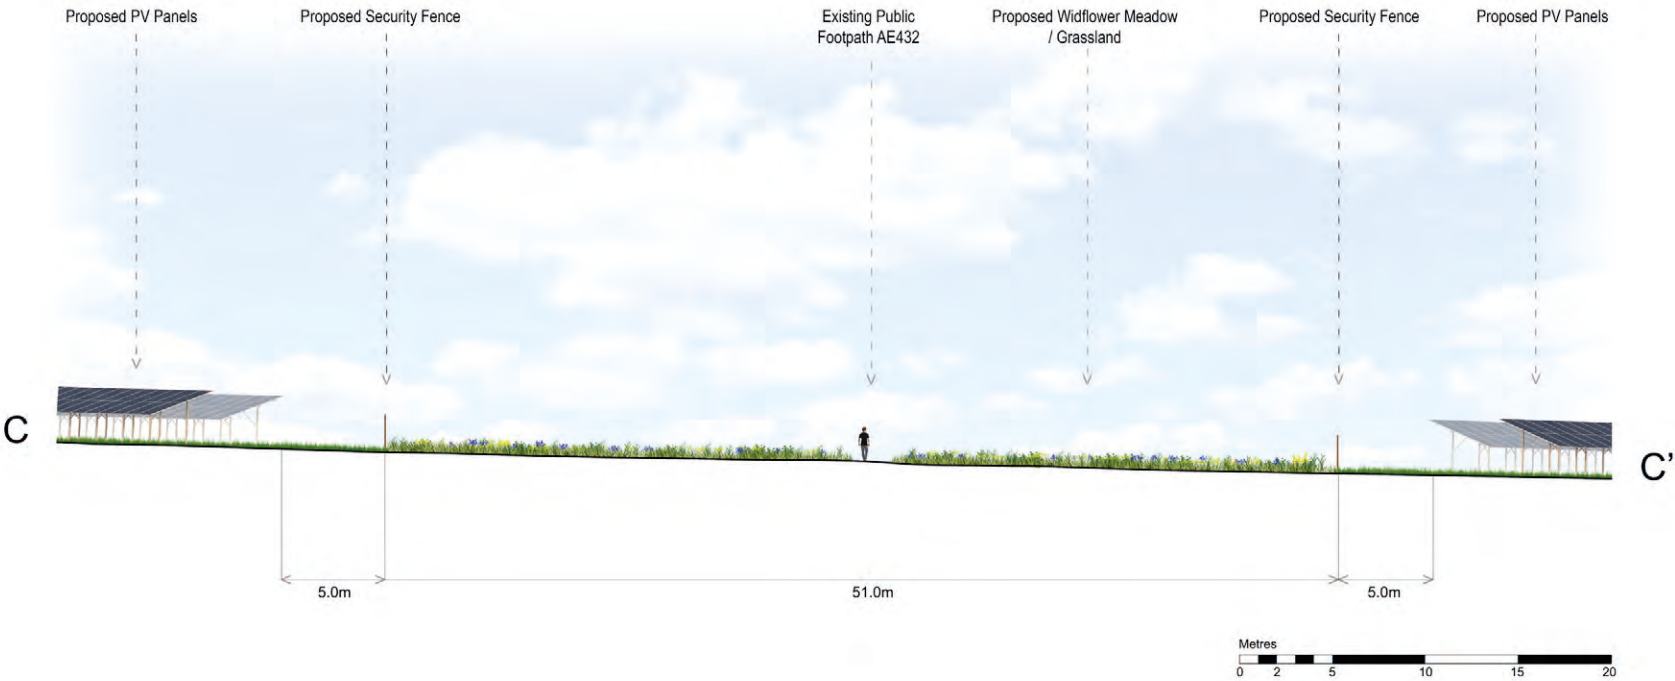 Proposed PV Panels
Proposed Security Fence
Existing Public
Footpath AE432
Proposed Widflower Meadow
/ Grassland
Proposed Security Fence
Proposed PV Panels
C
C'
5.0m
51.0m
5.0m
Metres
0 2 5 10 15 20